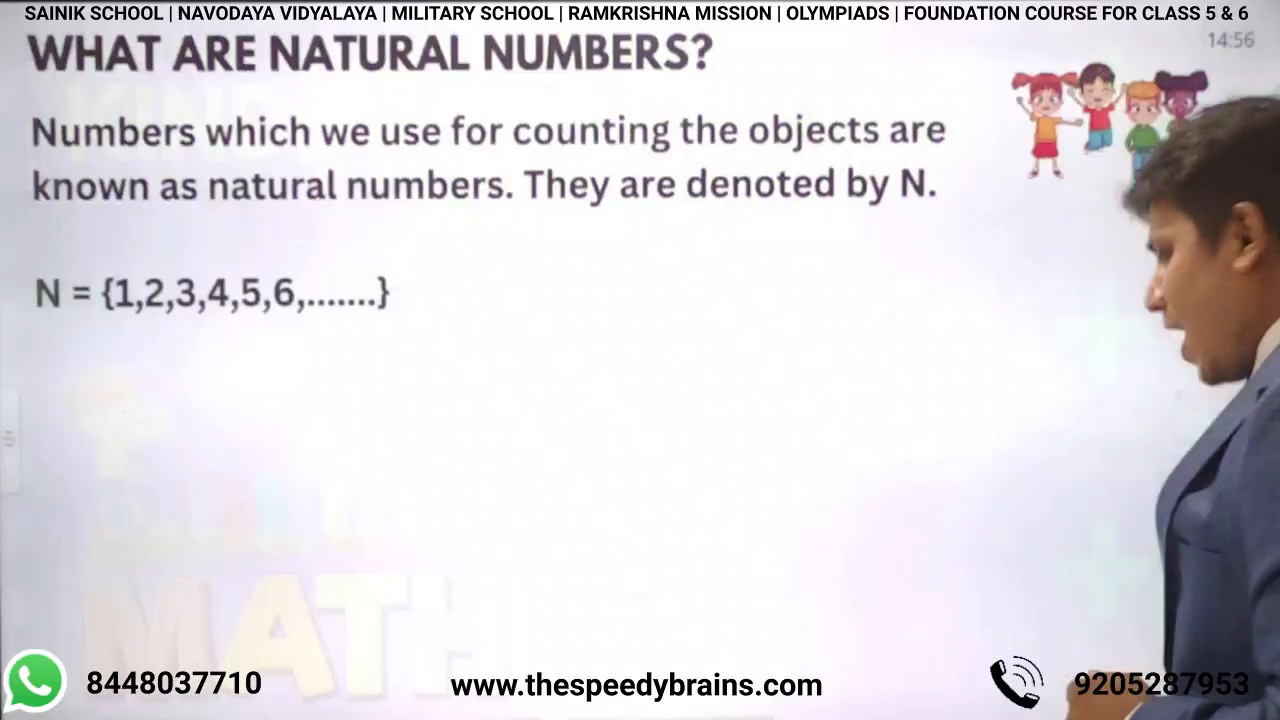 SAINIK SCHOOL | NAVODAYA VIDYALAYA | MILITARY SCHOOL | RAMKRISHNA MISSION | OLYMPIADS | FOUNDATION COURSE FOR CLASS 5 & 6
14:56
WHAT ARE NATURAL NUMBERS?
Numbers which we use for counting the objects are
known as natural numbers. They are denoted by N.
N = {1,2,3,4,5,6,.......}
MATH
8448037710
www.thespeedybrains.com
9205287953